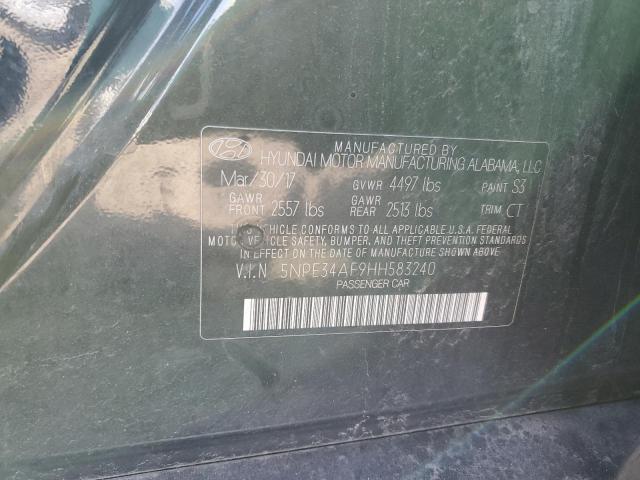 MANUFACTURED BY
HYUNDAI MOTOR MANUFACTURING ALABAMA, LLC
Mar/30/17 GVWR 4497 lbs PAINT S3
GAWR FRONT 2557 lbs GAWR REAR 2513 lbs TRIM CT
THIS VEHICLE CONFORMS TO ALL APPLICABLE U.S.A. FEDERAL
MOTOR VEHICLE SAFETY, BUMPER, AND THEFT PREVENTION STANDARDS
IN EFFECT ON THE DATE OF MANUFACTURE SHOWN ABOVE.
V.I.N 5NPE34AF9HH583240
PASSENGER CAR